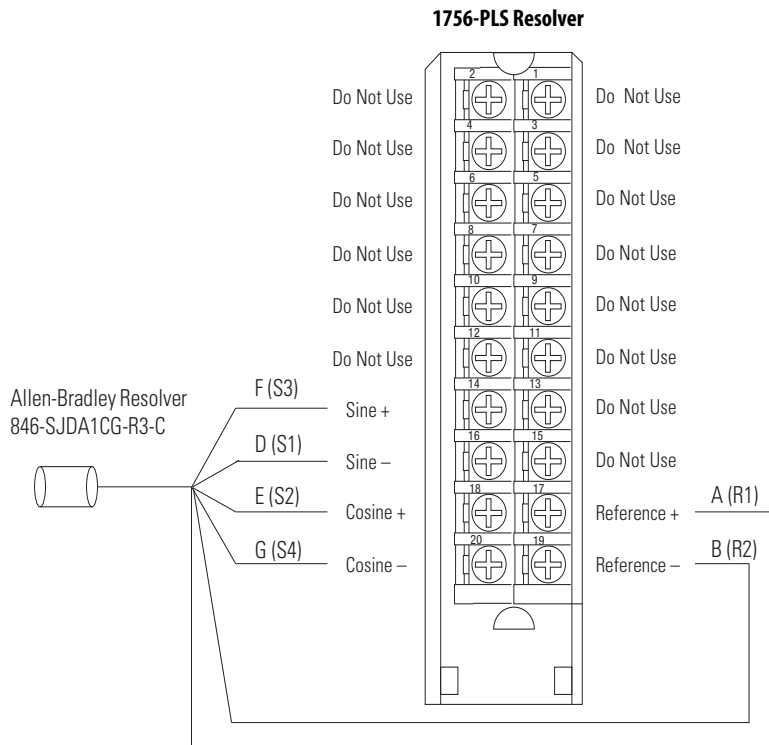 1756-PLS Resolver
Do Not Use 2 1 Do Not Use
Do Not Use 4 3 Do Not Use
Do Not Use 6 5 Do Not Use
Do Not Use 8 7 Do Not Use
Do Not Use 10 9 Do Not Use
Do Not Use 12 11 Do Not Use
Allen-Bradley Resolver
846-SJDA1CG-R3-C
F (S3) Sine + 14 13 Do Not Use
D (S1) Sine – 16 15 Do Not Use
E (S2) Cosine + 18 17 Reference + A (R1)
G (S4) Cosine – 20 19 Reference – B (R2)